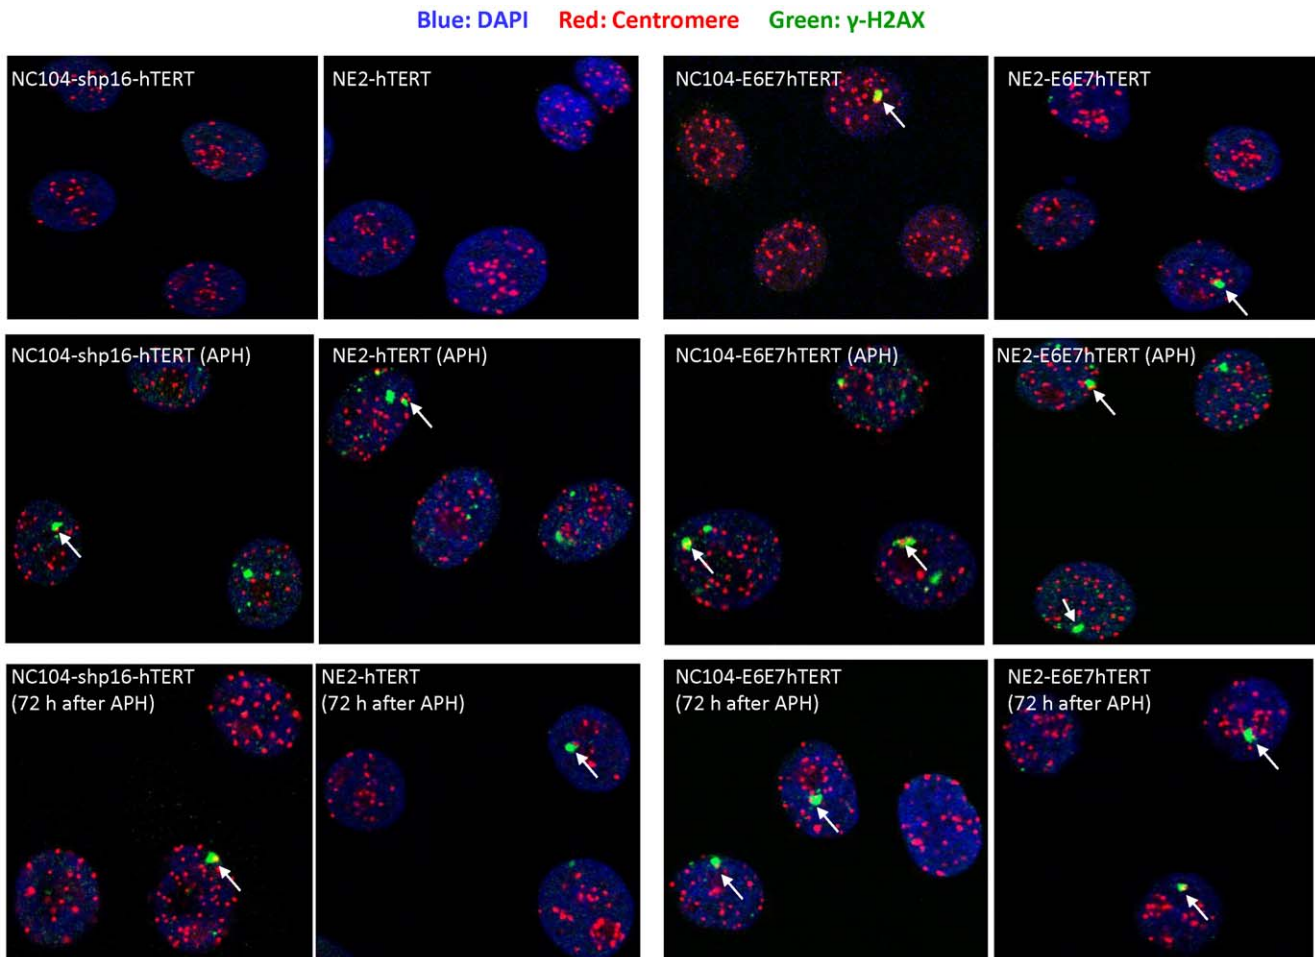 Blue: DAPI Red: Centromere Green: γ-H2AX
NC104-shp16-hTERT
NE2-hTERT
NC104-E6E7hTERT
NE2-E6E7hTERT
NC104-shp16-hTERT (APH)
NE2-hTERT (APH)
NC104-E6E7hTERT (APH)
NE2-E6E7hTERT (APH)
NC104-shp16-hTERT
(72 h after APH)
NE2-hTERT
(72 h after APH)
NC104-E6E7hTERT
(72 h after APH)
NE2-E6E7hTERT
(72 h after APH)